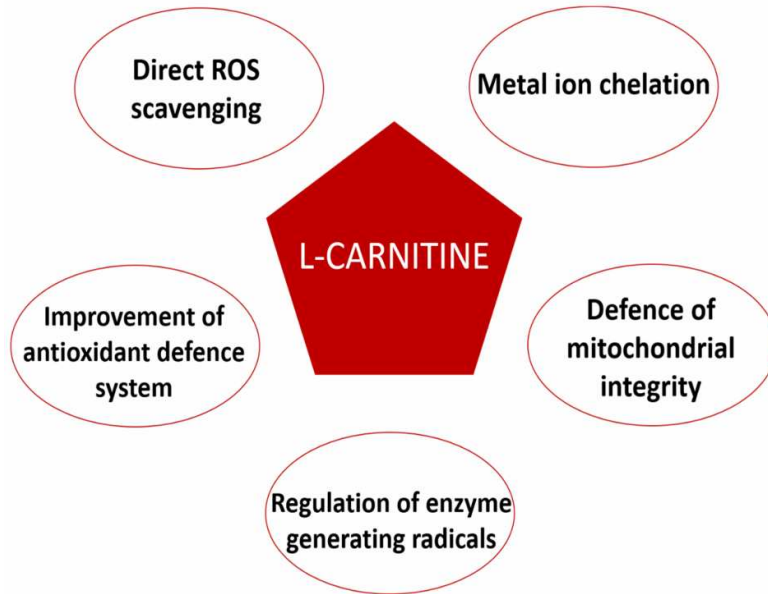 Direct ROS
scavenging
Metal ion chelation
L-CARNITINE
Improvement of
antioxidant defence
system
Defence of
mitochondrial
integrity
Regulation of enzyme
generating radicals